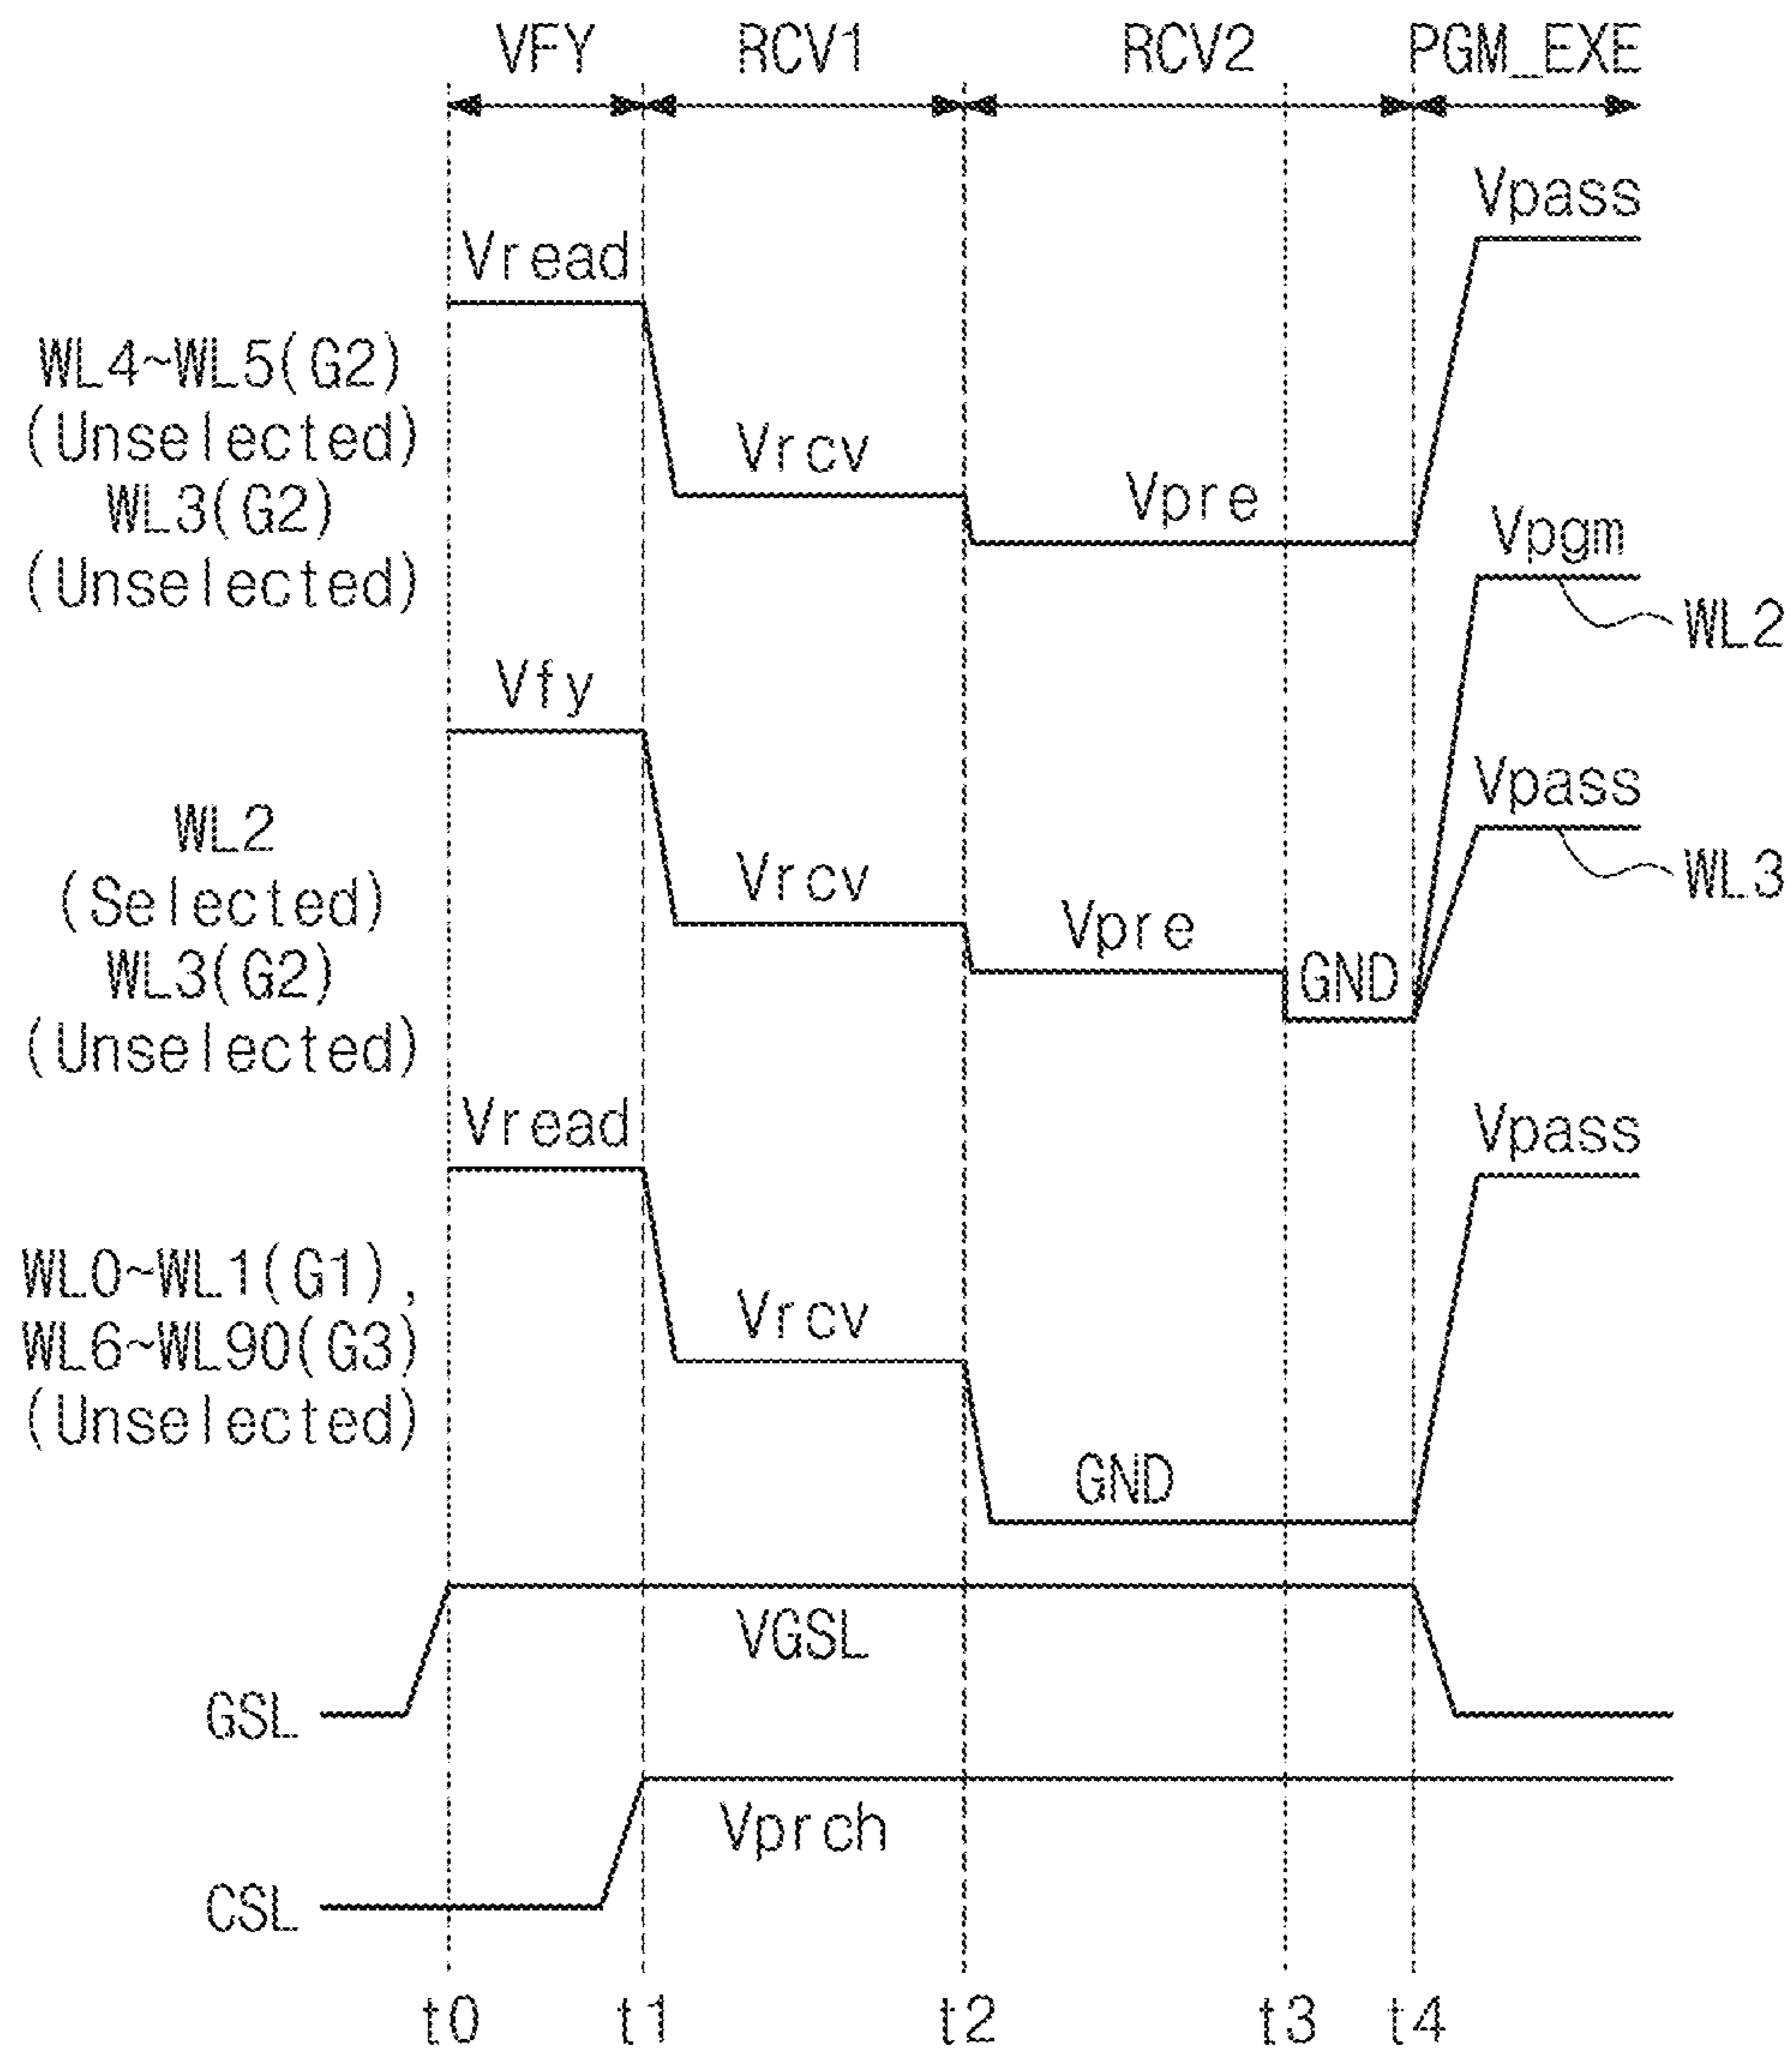 VFY RCV1 RCV2 PGM_EXE
Vpass
Vread
WL4~WL5(G2)
(Unselected)
WL3(G2)
(Unselected)
Vrcv
Vpre
Vpgm
WL2
Vfy
WL2
(Selected)
WL3(G2)
(Unselected)
Vrcv
Vpre
GND
Vpass
WL3
Vread
Vpass
WL0~WL1(G1),
WL6~WL90(G3)
(Unselected)
Vrcv
GND
VGSL
GSL
Vprch
CSL
t0 t1 t2 t3 t4